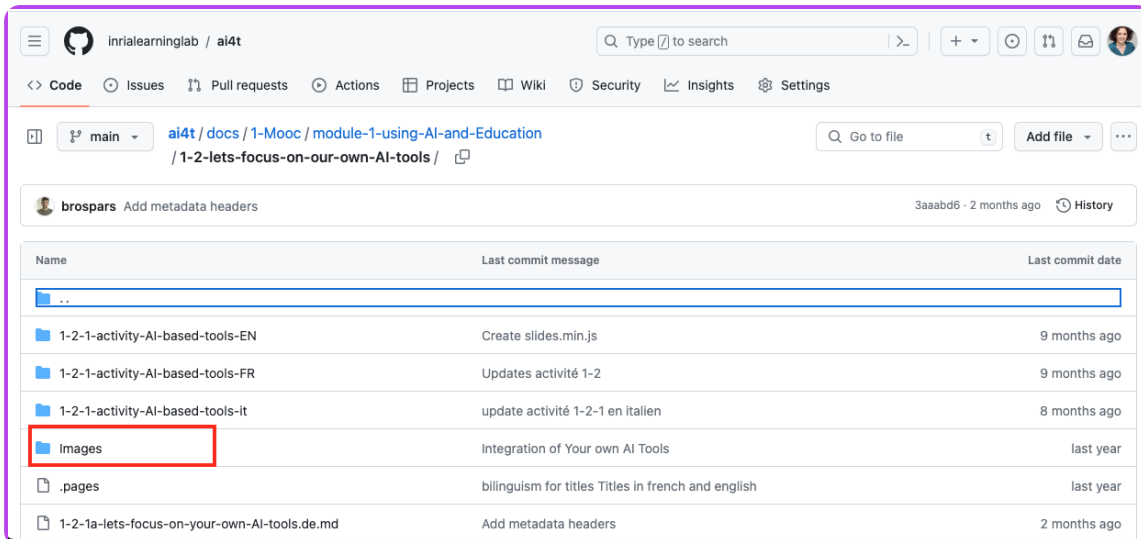 inrialearninglab / ai4t
Type / to search
Code Issues Pull requests Actions Projects Wiki Security Insights Settings
main
ai4t / docs / 1-Mooc / module-1-using-AI-and-Education
/ 1-2-lets-focus-on-our-own-AI-tools /
Go to file t
Add file
brospars Add metadata headers 3aaabd6 · 2 months ago History
Name Last commit message Last commit date
..
1-2-1-activity-AI-based-tools-EN Create slides.min.js 9 months ago
1-2-1-activity-AI-based-tools-FR Updates activité 1-2 9 months ago
1-2-1-activity-AI-based-tools-it update activité 1-2-1 en italien 8 months ago
Images Integration of Your own AI Tools last year
.pages bilinguism for titles Titles in french and english last year
1-2-1a-lets-focus-on-your-own-AI-tools.de.md Add metadata headers 2 months ago